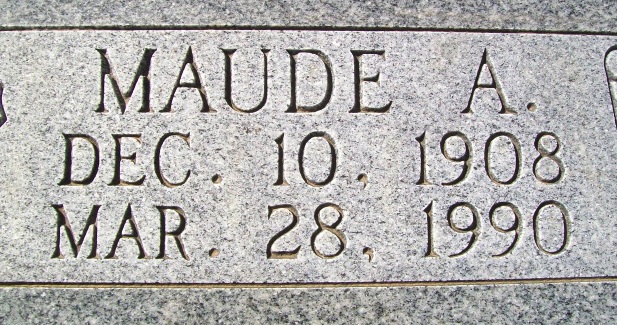 MAUDE A.
DEC. 10, 1908
MAR. 28, 1990